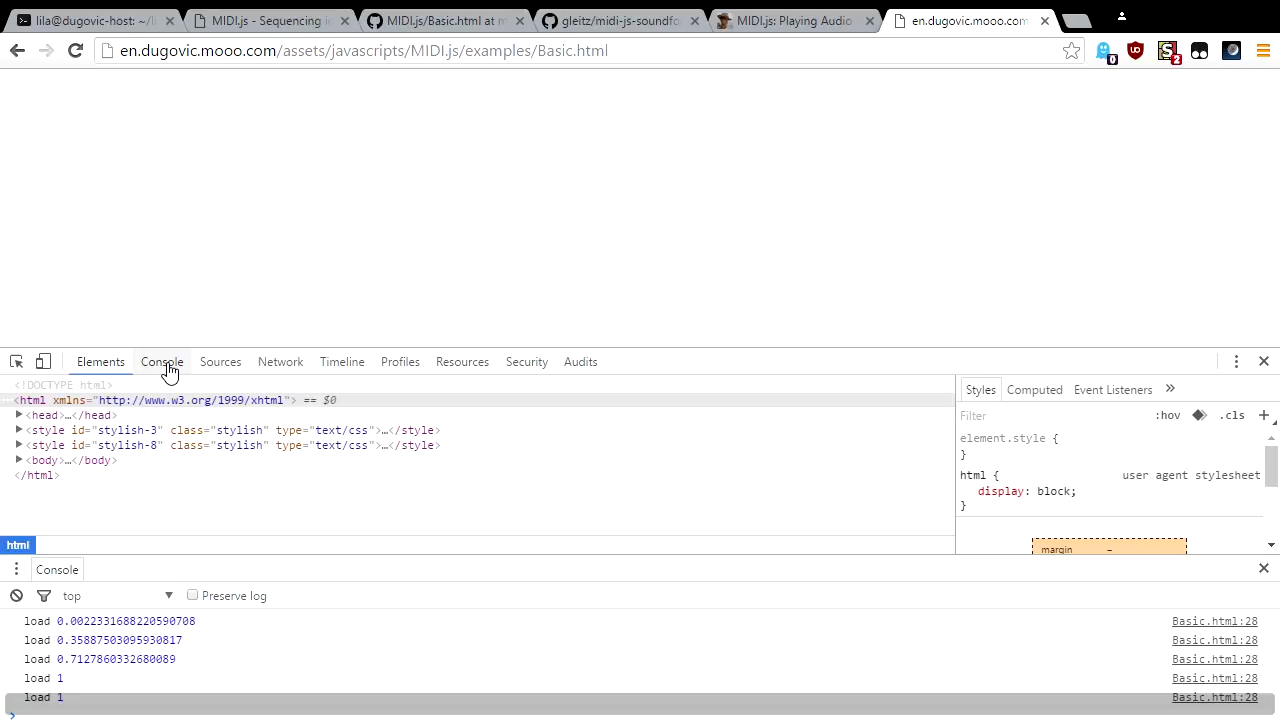 lila@dugovic-host: ~/li
MIDI.js - Sequencing i
MIDI.js/Basic.html at m
gleitz/midi-js-soundfo
MIDI.js: Playing Audio
en.dugovic.mooo.com
en.dugovic.mooo.com/assets/javascripts/MIDI.js/examples/Basic.html
0
2
Elements Console Sources Network Timeline Profiles Resources Security Audits
<!DOCTYPE html>
<html xmlns="http://www.w3.org/1999/xhtml"> == $0
<head>…</head>
<style id="stylish-3" class="stylish" type="text/css">…</style>
<style id="stylish-8" class="stylish" type="text/css">…</style>
<body>…</body>
</html>
html
Styles Computed Event Listeners »
Filter :hov .cls +
element.style {
}
html { user agent stylesheet
display: block;
}
margin –
Console
top Preserve log
load 0.0022331688220590708 Basic.html:28
load 0.35887503095930817 Basic.html:28
load 0.7127860332680089 Basic.html:28
load 1 Basic.html:28
load 1 Basic.html:28